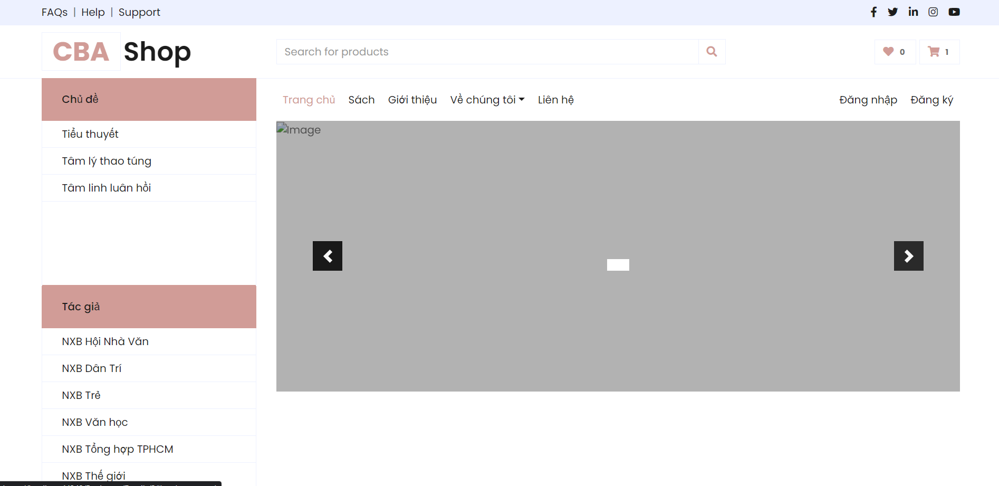 FAQs | Help | Support
CBA Shop
Search for products
0
1
Chủ đề
Trang chủ Sách Giới thiệu Về chúng tôi Liên hệ Đăng nhập Đăng ký
Image
Tiểu thuyết
Tâm lý thao túng
Tâm linh luân hồi
Tác giả
NXB Hội Nhà Văn
NXB Dân Trí
NXB Trẻ
NXB Văn học
NXB Tổng hợp TPHCM
NXB Thế giới